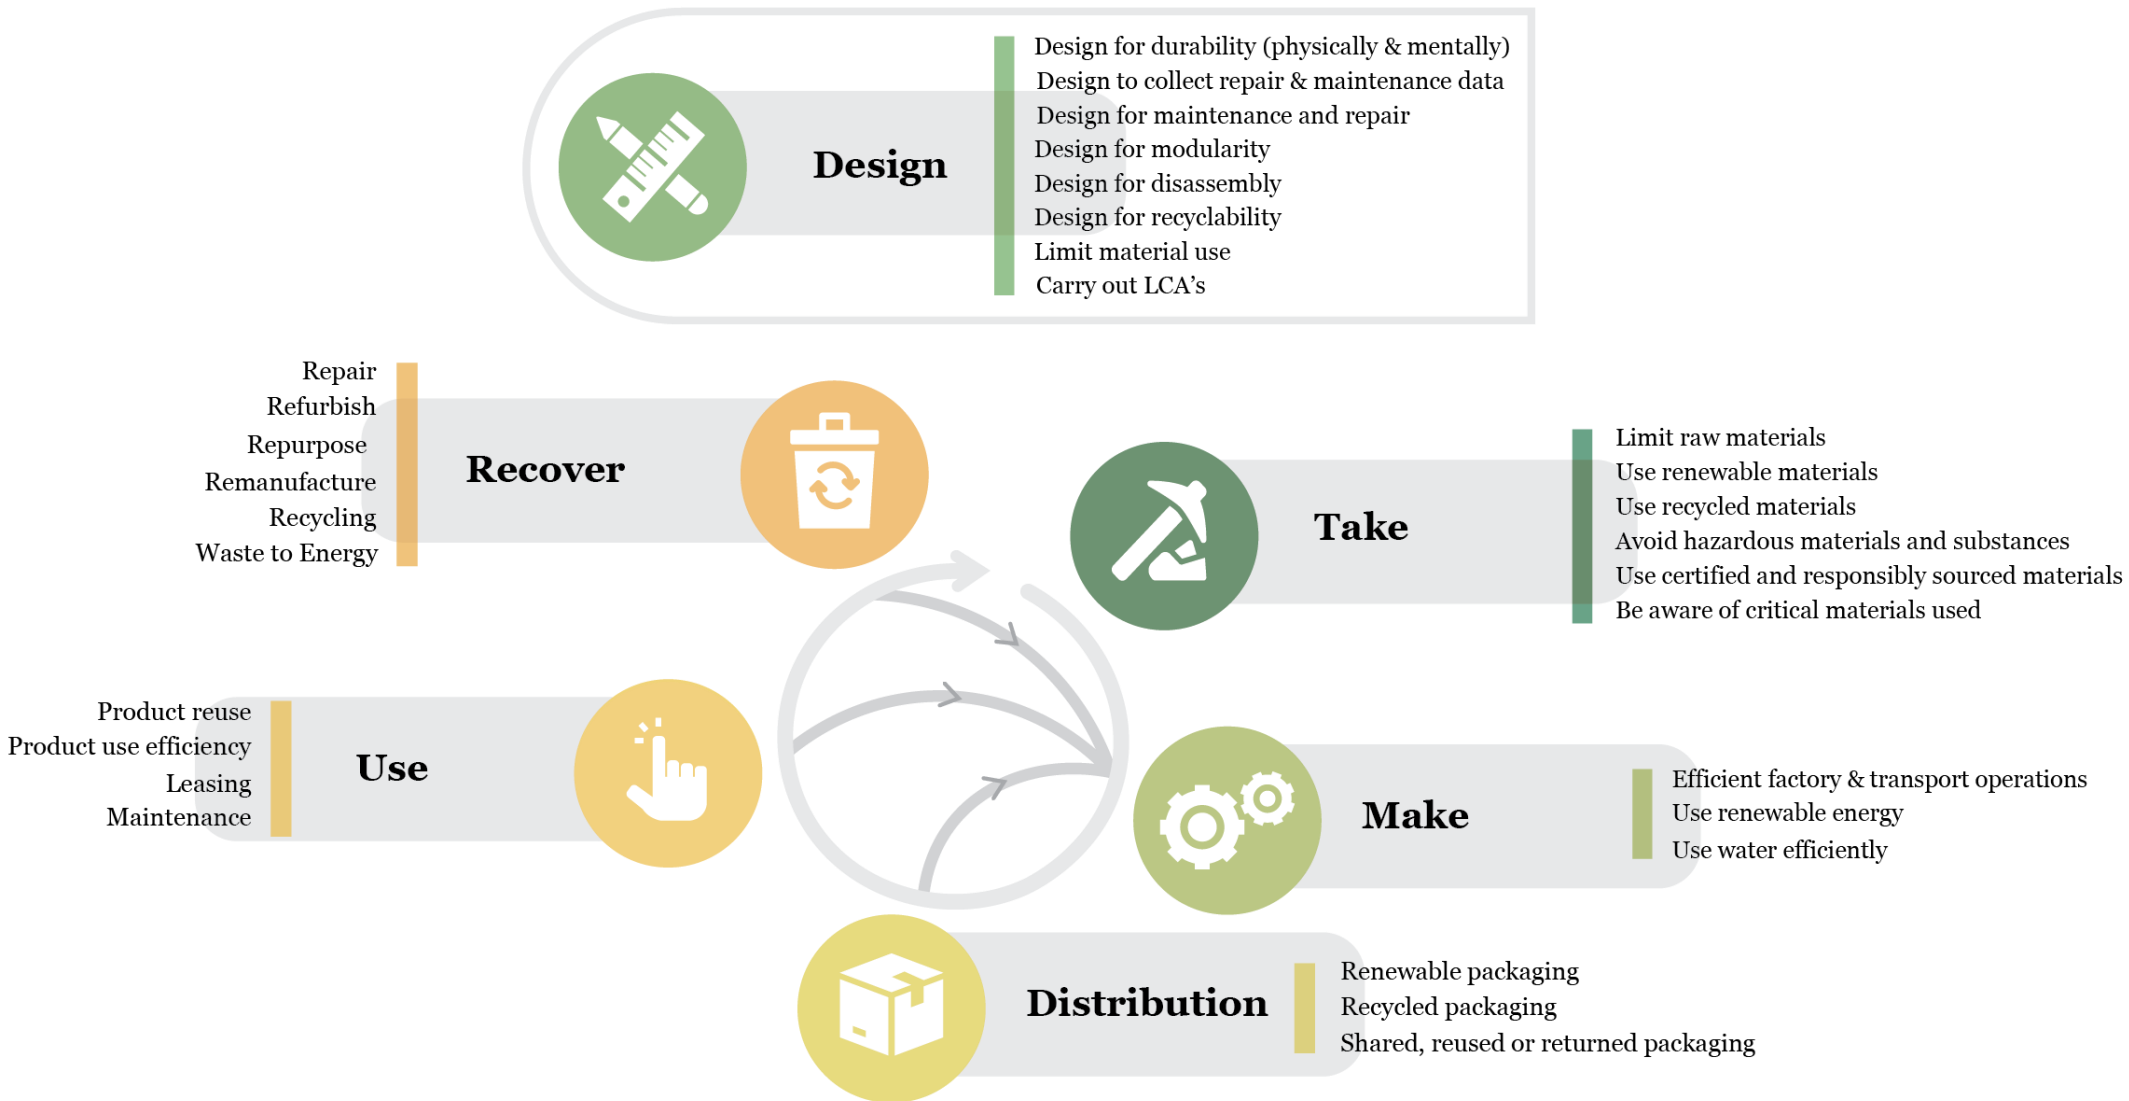 Design
Design for durability (physically & mentally)
Design to collect repair & maintenance data
Design for maintenance and repair
Design for modularity
Design for disassembly
Design for recyclability
Limit material use
Carry out LCA’s
Repair
Refurbish
Repurpose
Remanufacture
Recycling
Waste to Energy
Recover
Take
Limit raw materials
Use renewable materials
Use recycled materials
Avoid hazardous materials and substances
Use certified and responsibly sourced materials
Be aware of critical materials used
Product reuse
Product use efficiency
Leasing
Maintenance
Use
Make
Efficient factory & transport operations
Use renewable energy
Use water efficiently
Distribution
Renewable packaging
Recycled packaging
Shared, reused or returned packaging